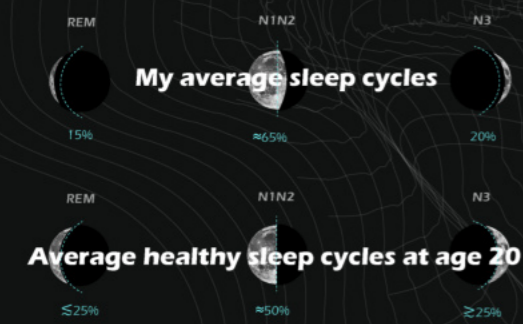 REM N1N2 N3
My average sleep cycles
15% ≈65% 20%
REM N1N2 N3
Average healthy sleep cycles at age 20
≲25% ≈50% ≳25%